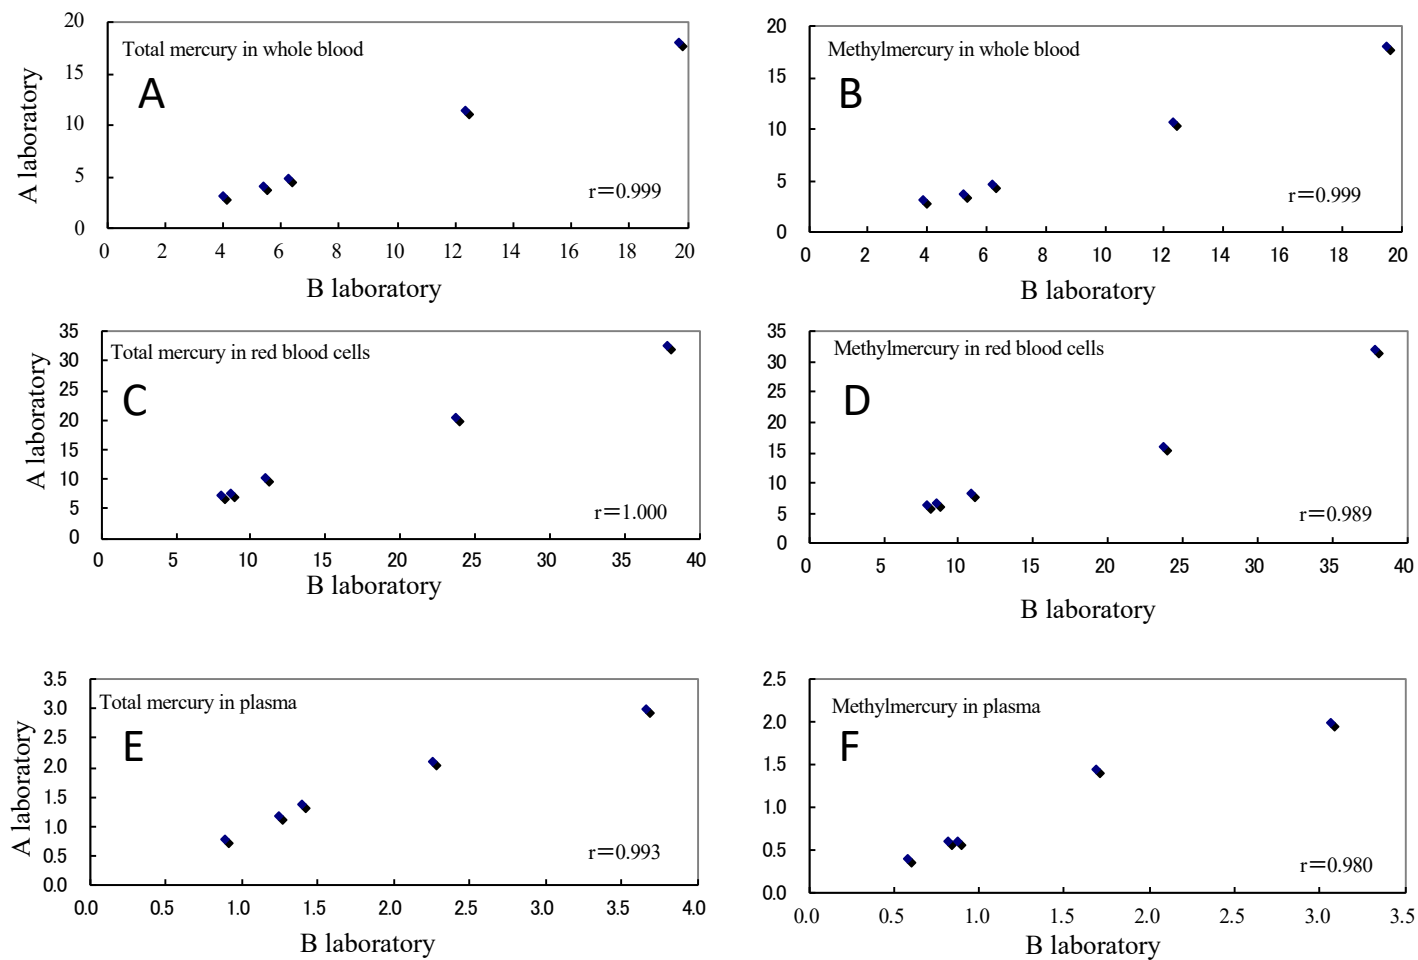 Total mercury in whole blood
A
A laboratory
20
15
10
5
0
r=0.999
0 2 4 6 8 10 12 14 16 18 20
B laboratory
Methylmercury in whole blood
B
20
15
10
5
0
r=0.999
0 2 4 6 8 10 12 14 16 18 20
B laboratory
Total mercury in red blood cells
C
A laboratory
35
30
25
20
15
10
5
0
r=1.000
0 5 10 15 20 25 30 35 40
B laboratory
Methylmercury in red blood cells
D
35
30
25
20
15
10
5
0
r=0.989
0 5 10 15 20 25 30 35 40
B laboratory
Total mercury in plasma
E
A laboratory
3.5
3.0
2.5
2.0
1.5
1.0
0.5
0.0
r=0.993
0.0 0.5 1.0 1.5 2.0 2.5 3.0 3.5 4.0
B laboratory
Methylmercury in plasma
F
2.5
2.0
1.5
1.0
0.5
0.0
r=0.980
0.0 0.5 1.0 1.5 2.0 2.5 3.0 3.5
B laboratory